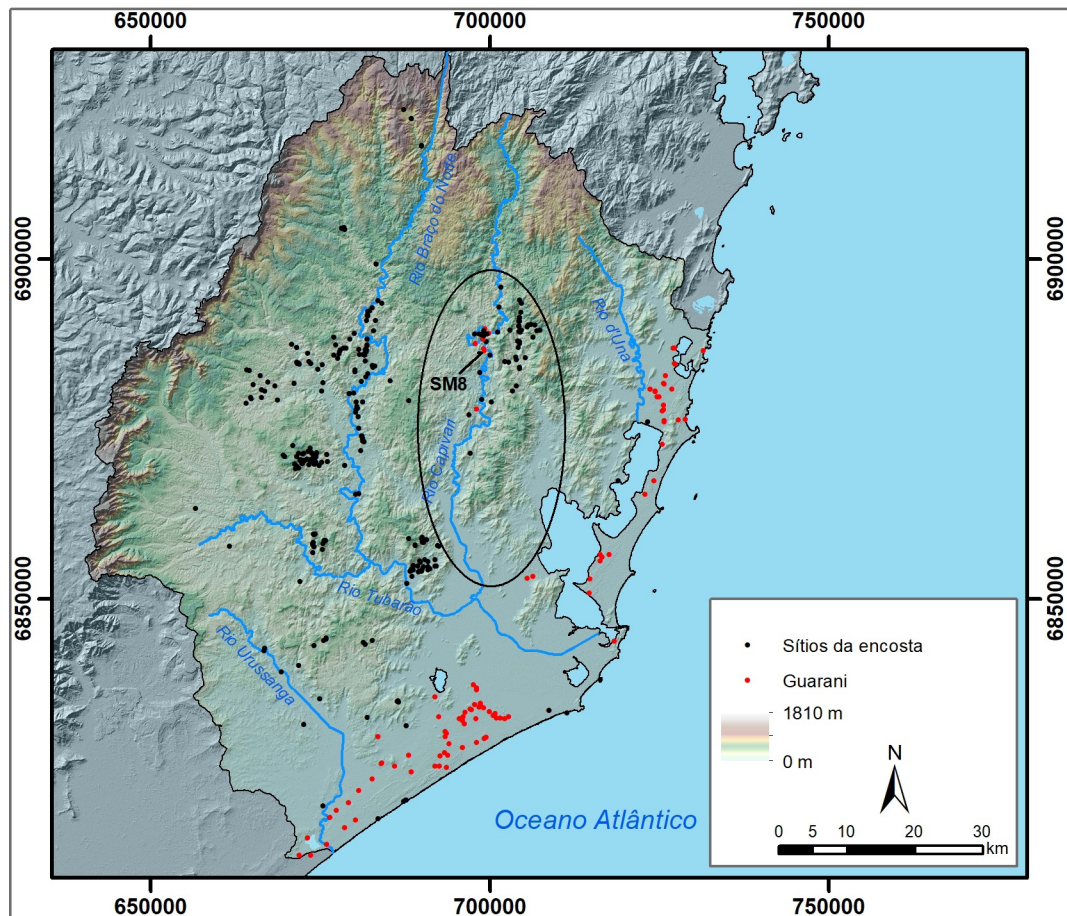 650000 700000 750000
6900000
6900000
Rio Braço do Norte
Rio d'Una
SM8
Rio Capivari
6850000
6850000
Rio Tubarão
Rio Urussanga
Sítios da encosta
Guarani
1810 m
0 m
N
0 5 10 20 30
km
Oceano Atlântico
650000 700000 750000